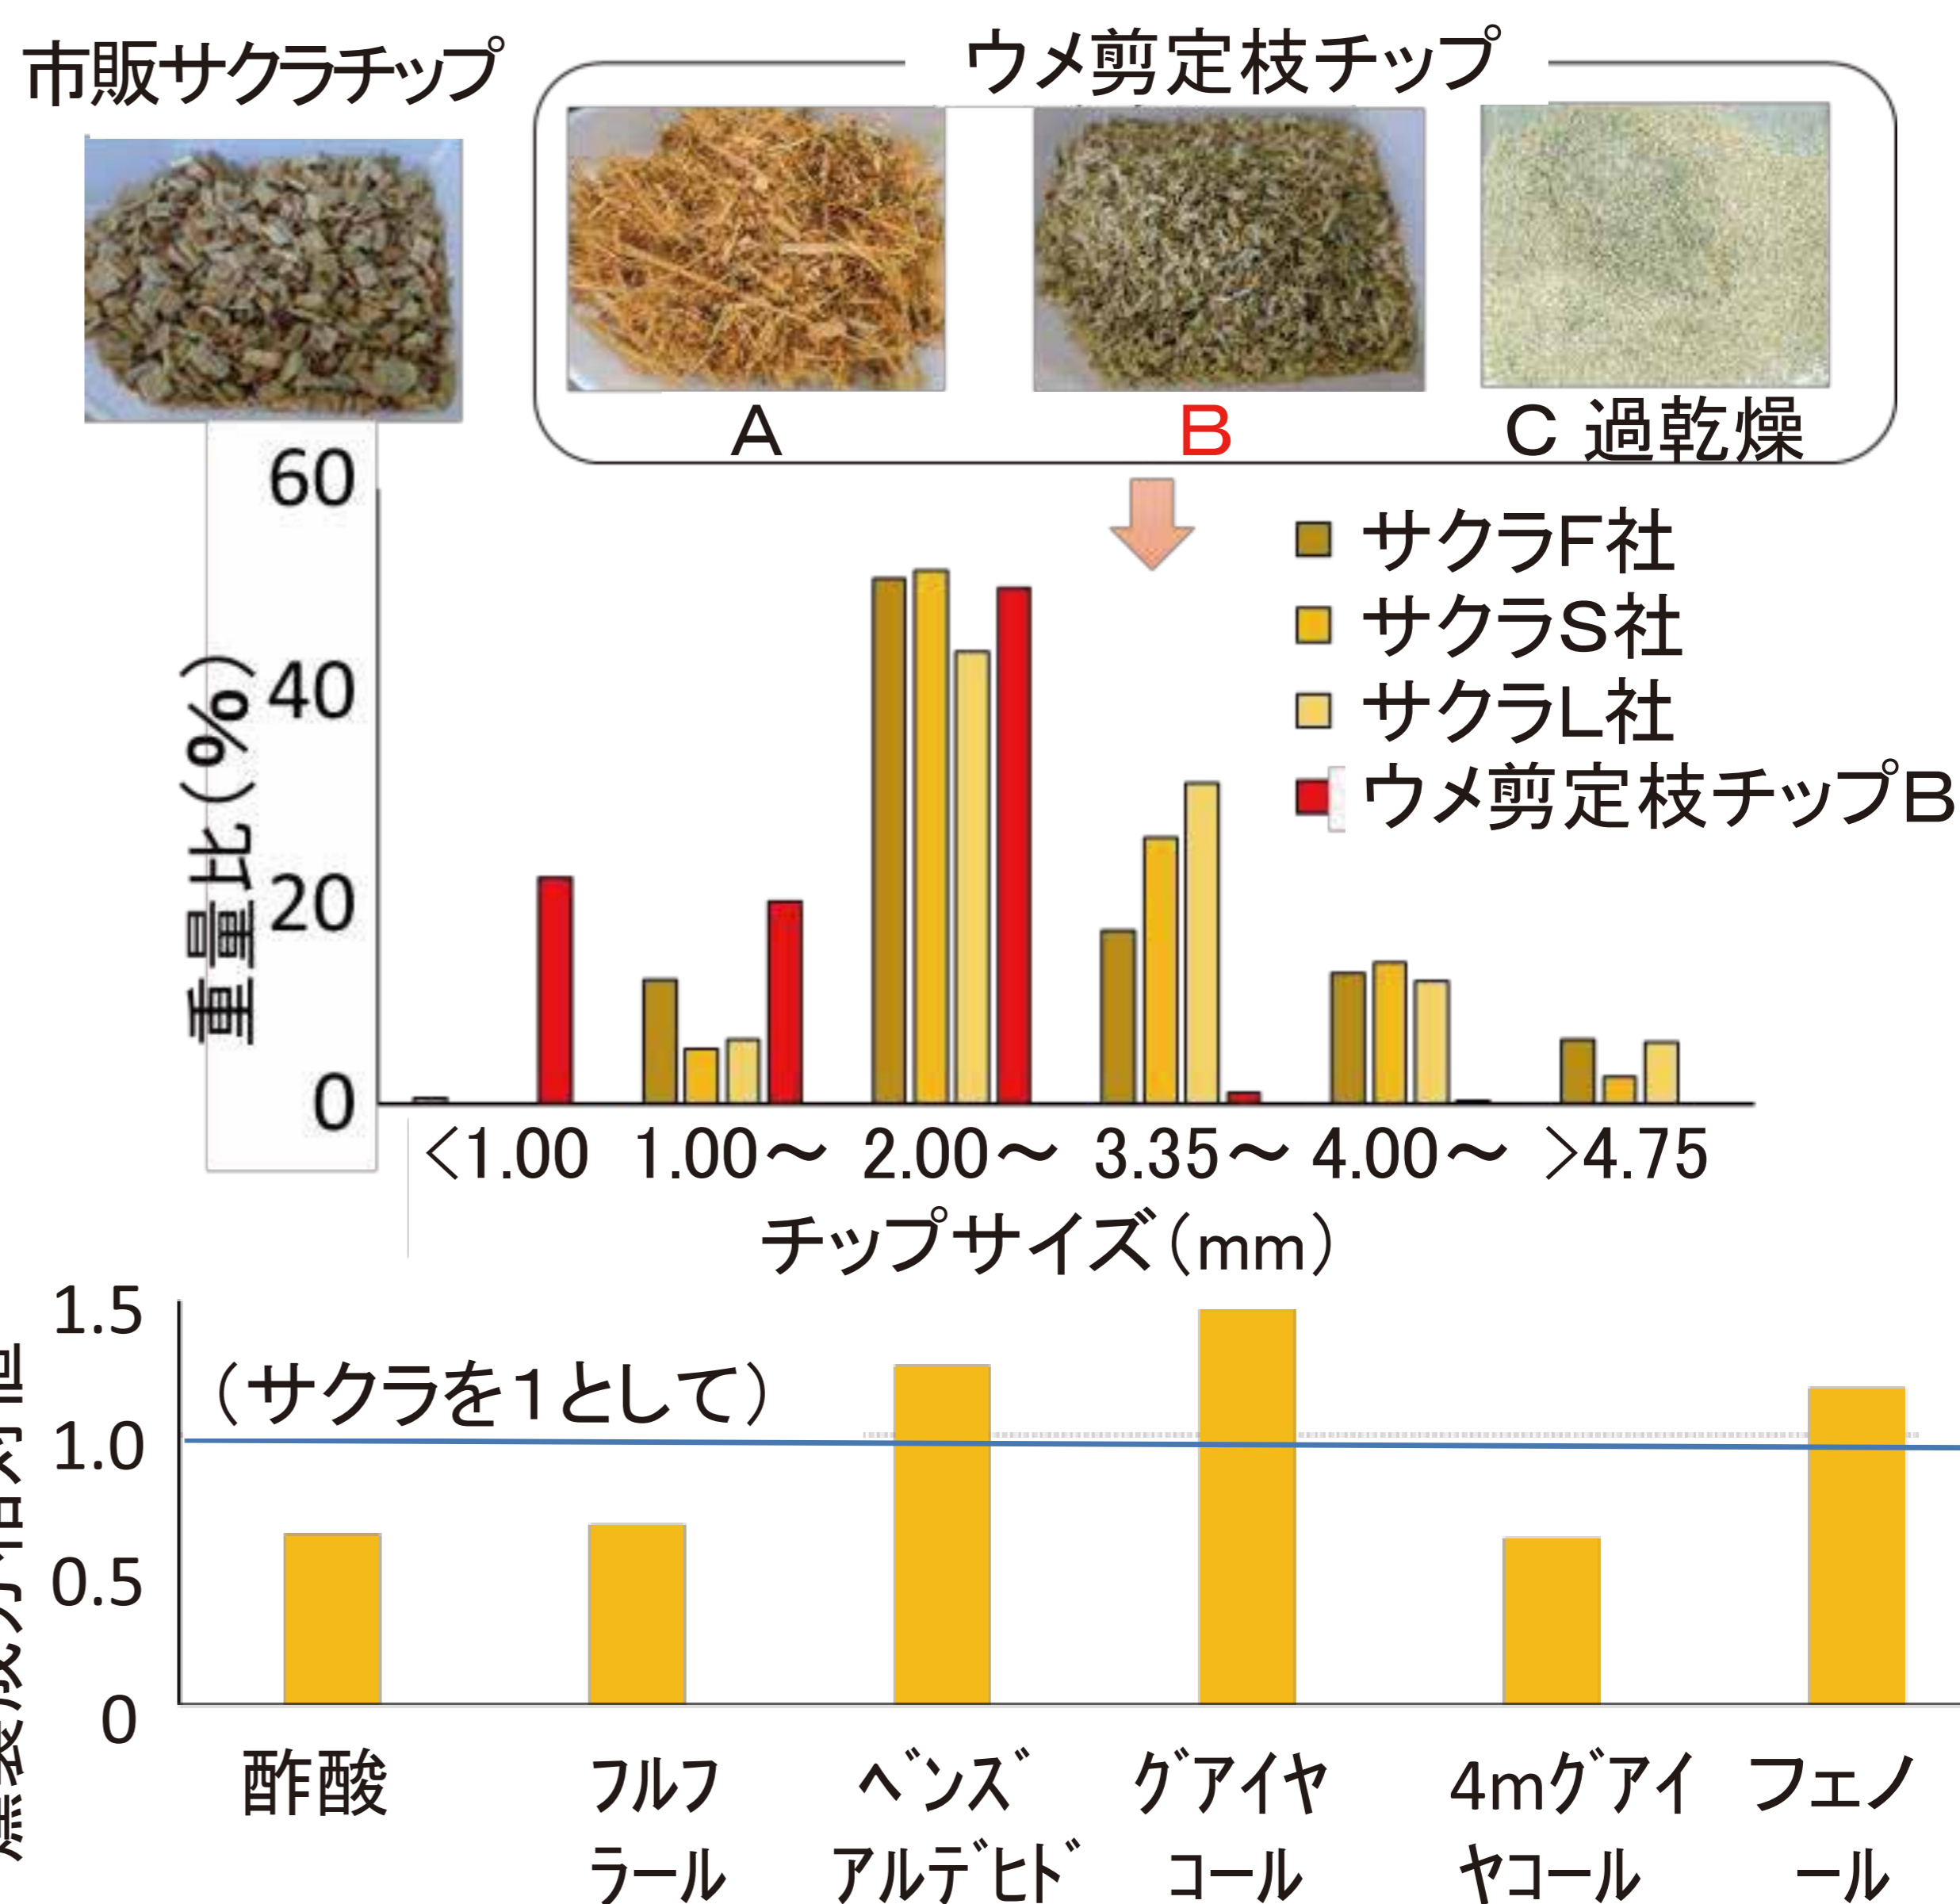 市販サクラチップ
ウメ剪定枝チップ
A
B
C 過乾燥
重量比(%)
60
40
20
0
サクラF社
サクラS社
サクラL社
ウメ剪定枝チップB
<1.00
1.00～
2.00～
3.35～
4.00～
>4.75
チップサイズ(mm)
1.5
1.0
0.5
0
(サクラを1として)
酢酸
フルフ
ラール
ベンズ
アルデヒド
グアイヤ
コール
4mグアイ
ヤコール
フェノ
ール